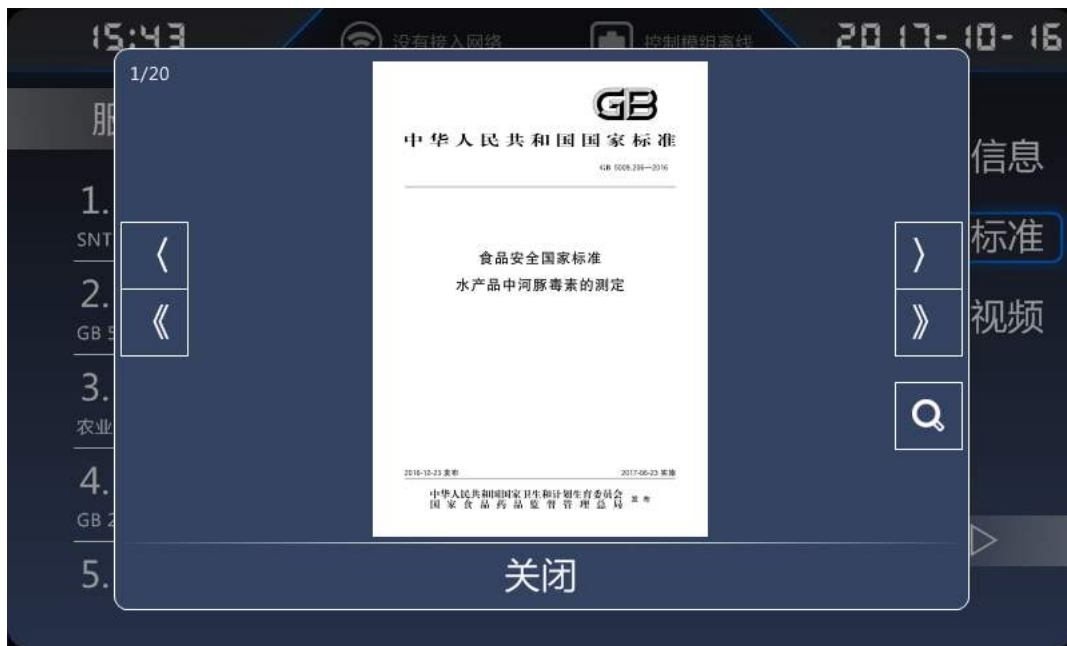 15:43
没有接入网络
控制模组离线
2017-10-16
1/20
服
信息
标准
视频
1.
SNT
2.
GB 5
3.
农业
4.
GB 2
5.
GB
中华人民共和国国家标准
GB 5009.206—2016
食品安全国家标准
水产品中河豚毒素的测定
2016-12-23 发布
2017-06-23 实施
中华人民共和国国家卫生和计划生育委员会
国家食品药品监督管理总局 发布
关闭